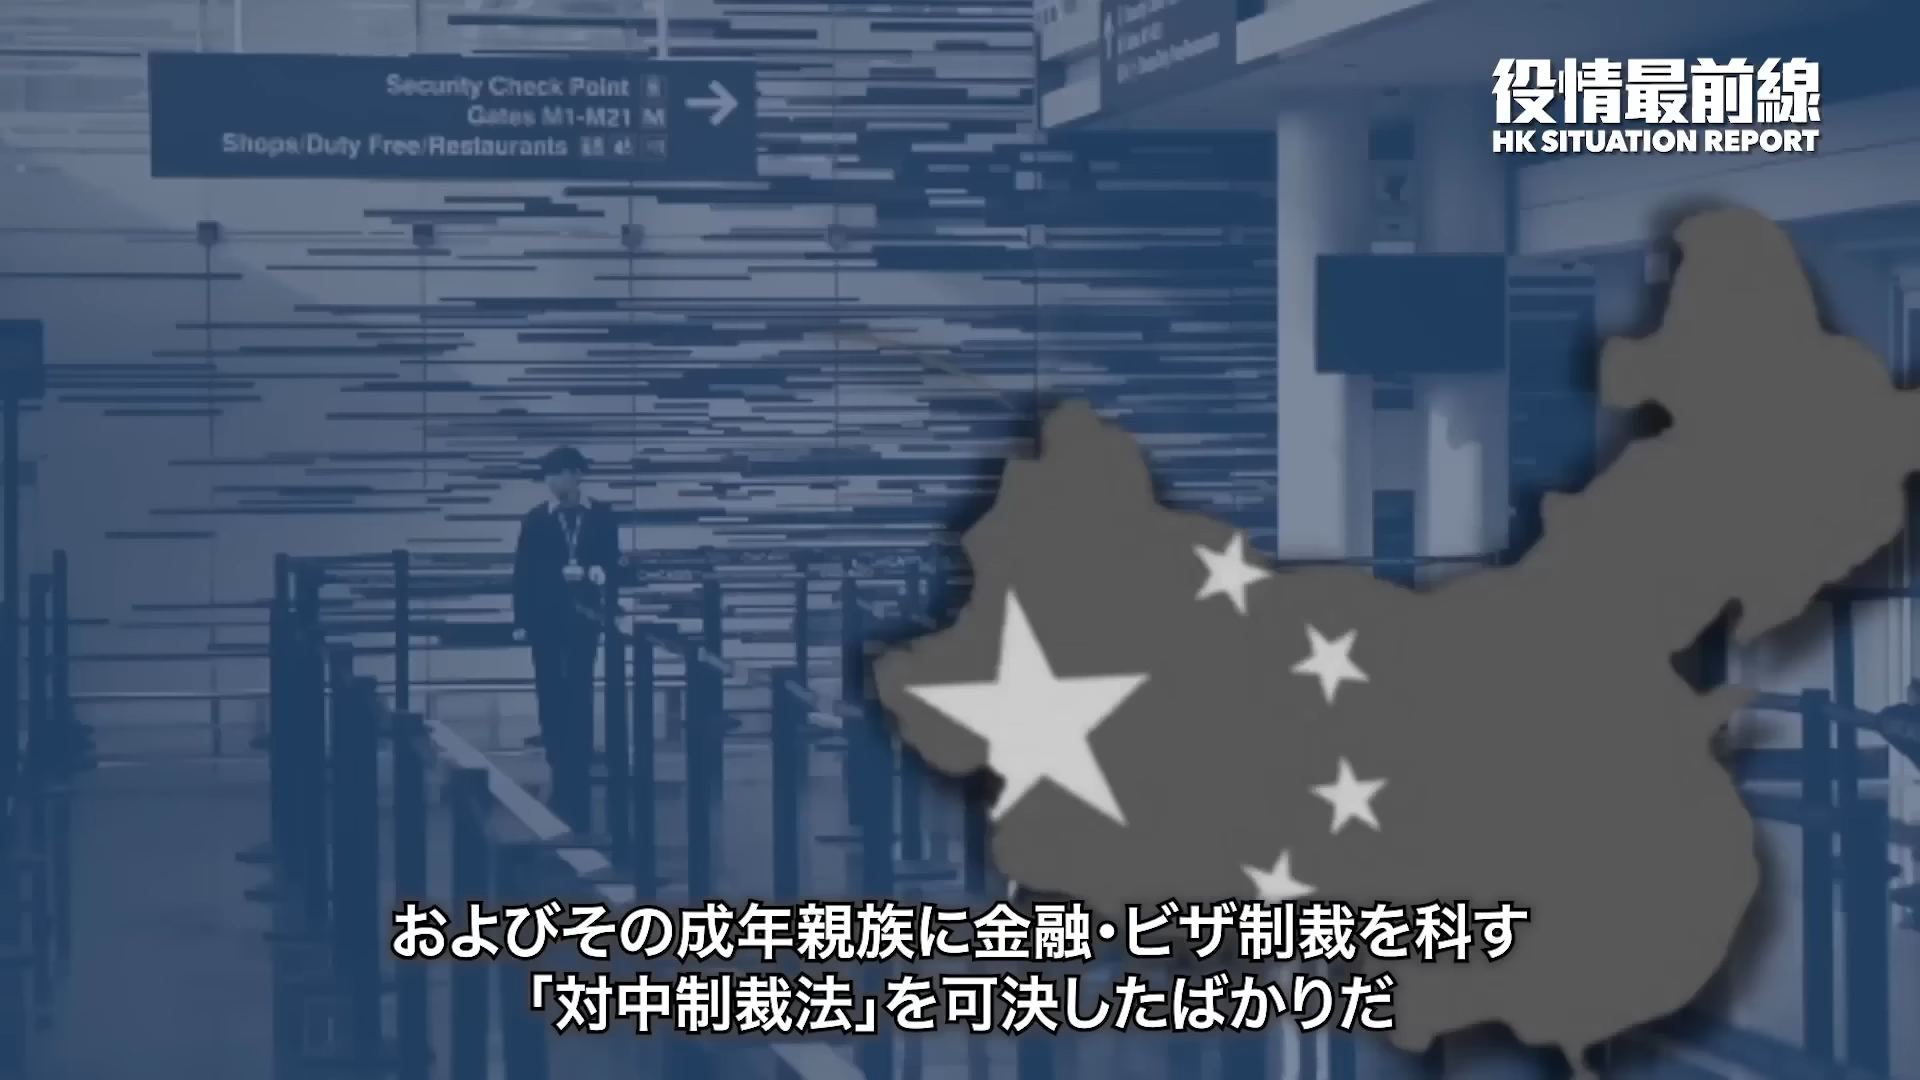 Security Check Point
Gates M1-M21 M
Shops/Duty Free/Restaurants
役情最前線
HK SITUATION REPORT
およびその成年親族に金融・ビザ制裁を科す
「対中制裁法」を可決したばかりだ